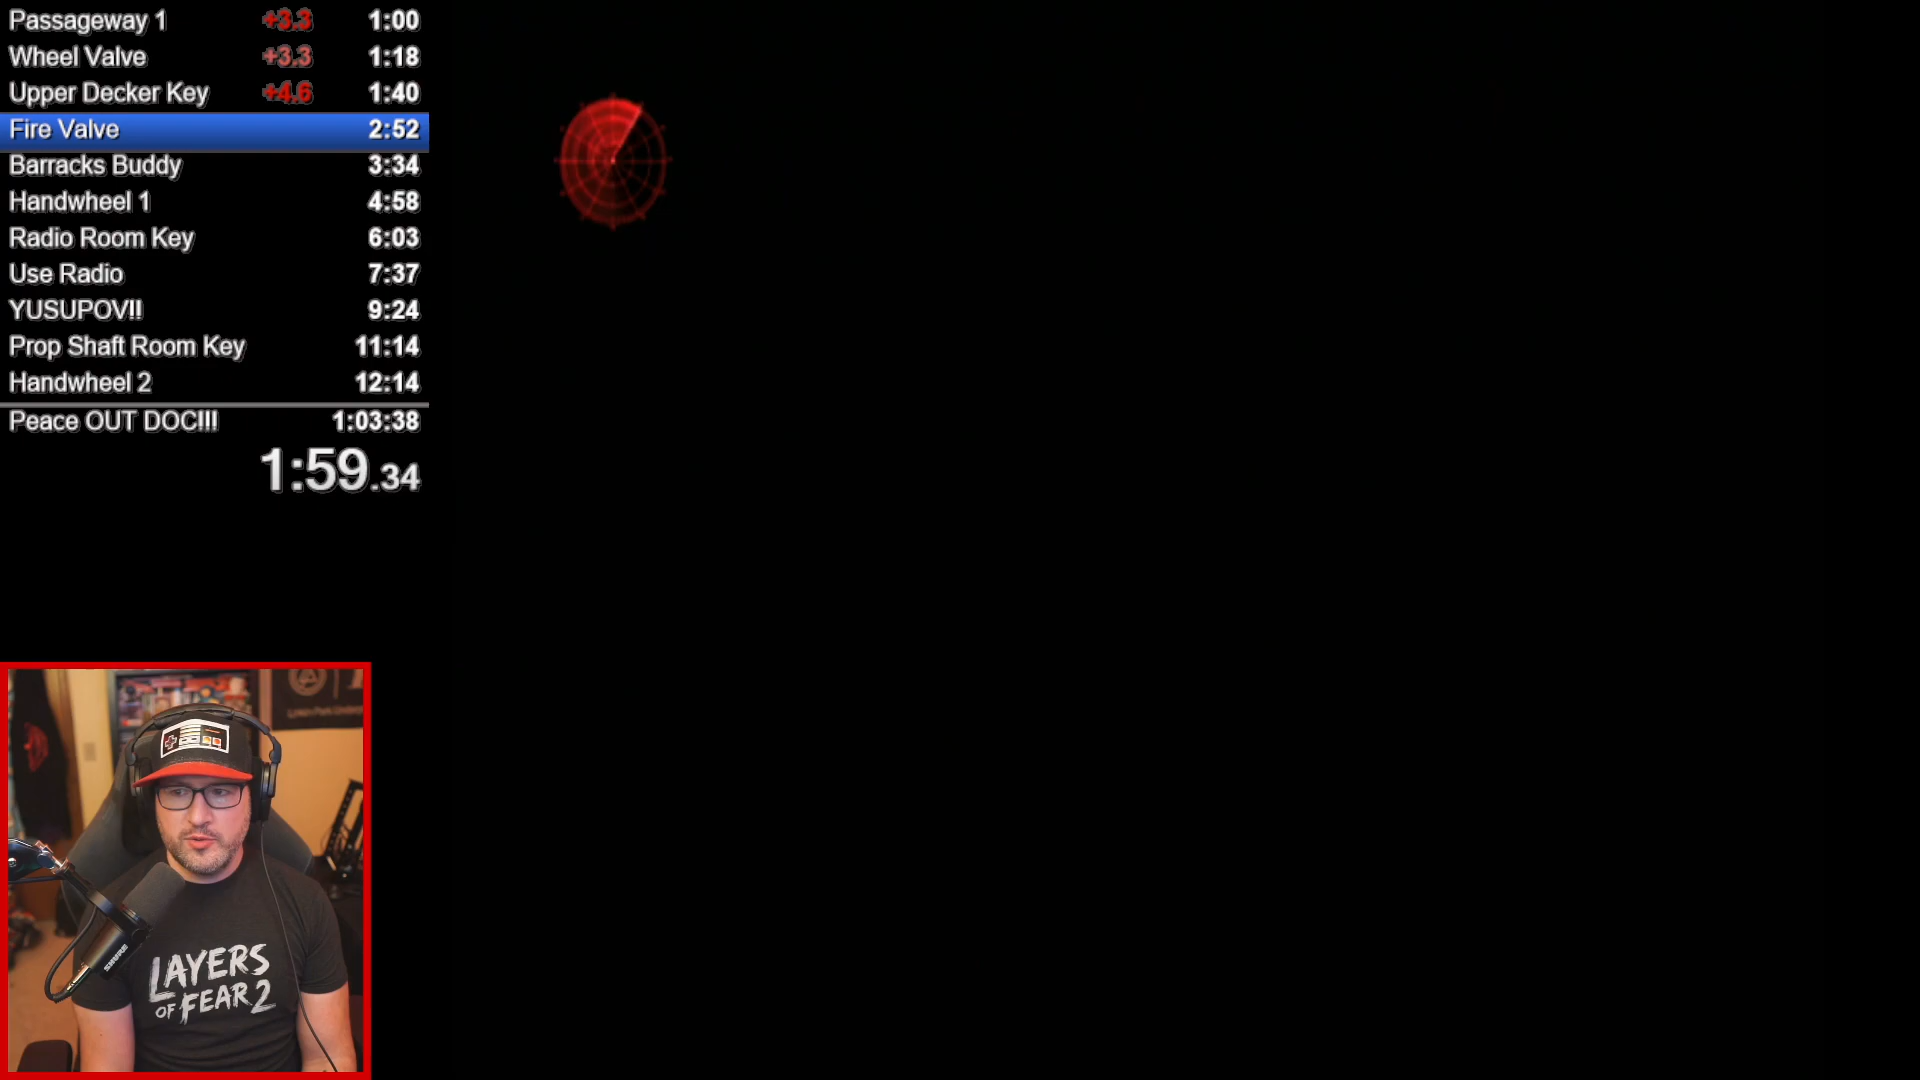 Passageway 1 +3.3 1:00
Wheel Valve +3.3 1:18
Upper Decker Key +4.6 1:40
Fire Valve 2:52
Barracks Buddy 3:34
Handwheel 1 4:58
Radio Room Key 6:03
Use Radio 7:37
YUSUPOV!! 9:24
Prop Shaft Room Key 11:14
Handwheel 2 12:14
Peace OUT DOC!!! 1:03:38
1:59.34
SHURE
LAYERS
OF FEAR 2